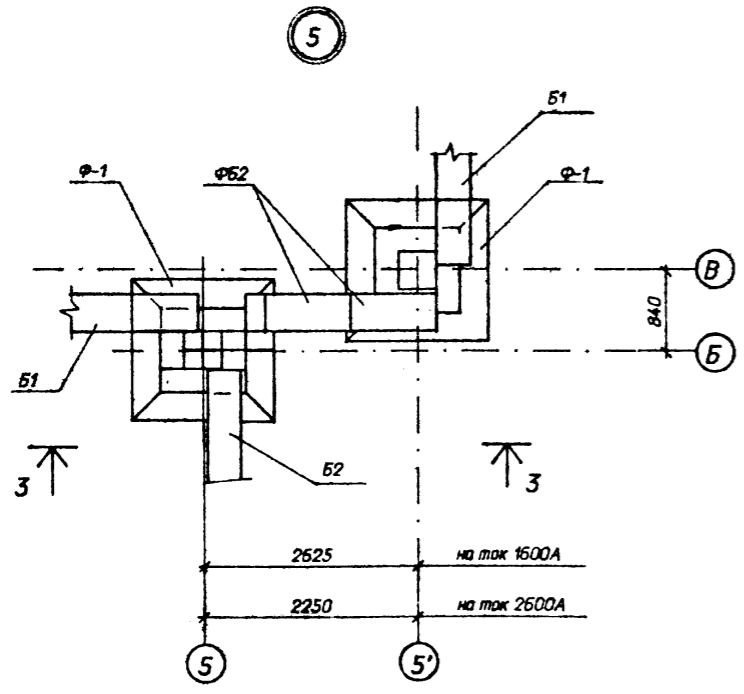 5
Б1
Ф-1
ФБ2
Ф-1
В
840
Б
Б1
3
Б2
3
2625 на ток 1600А
2250 на ток 2600А
5
5'